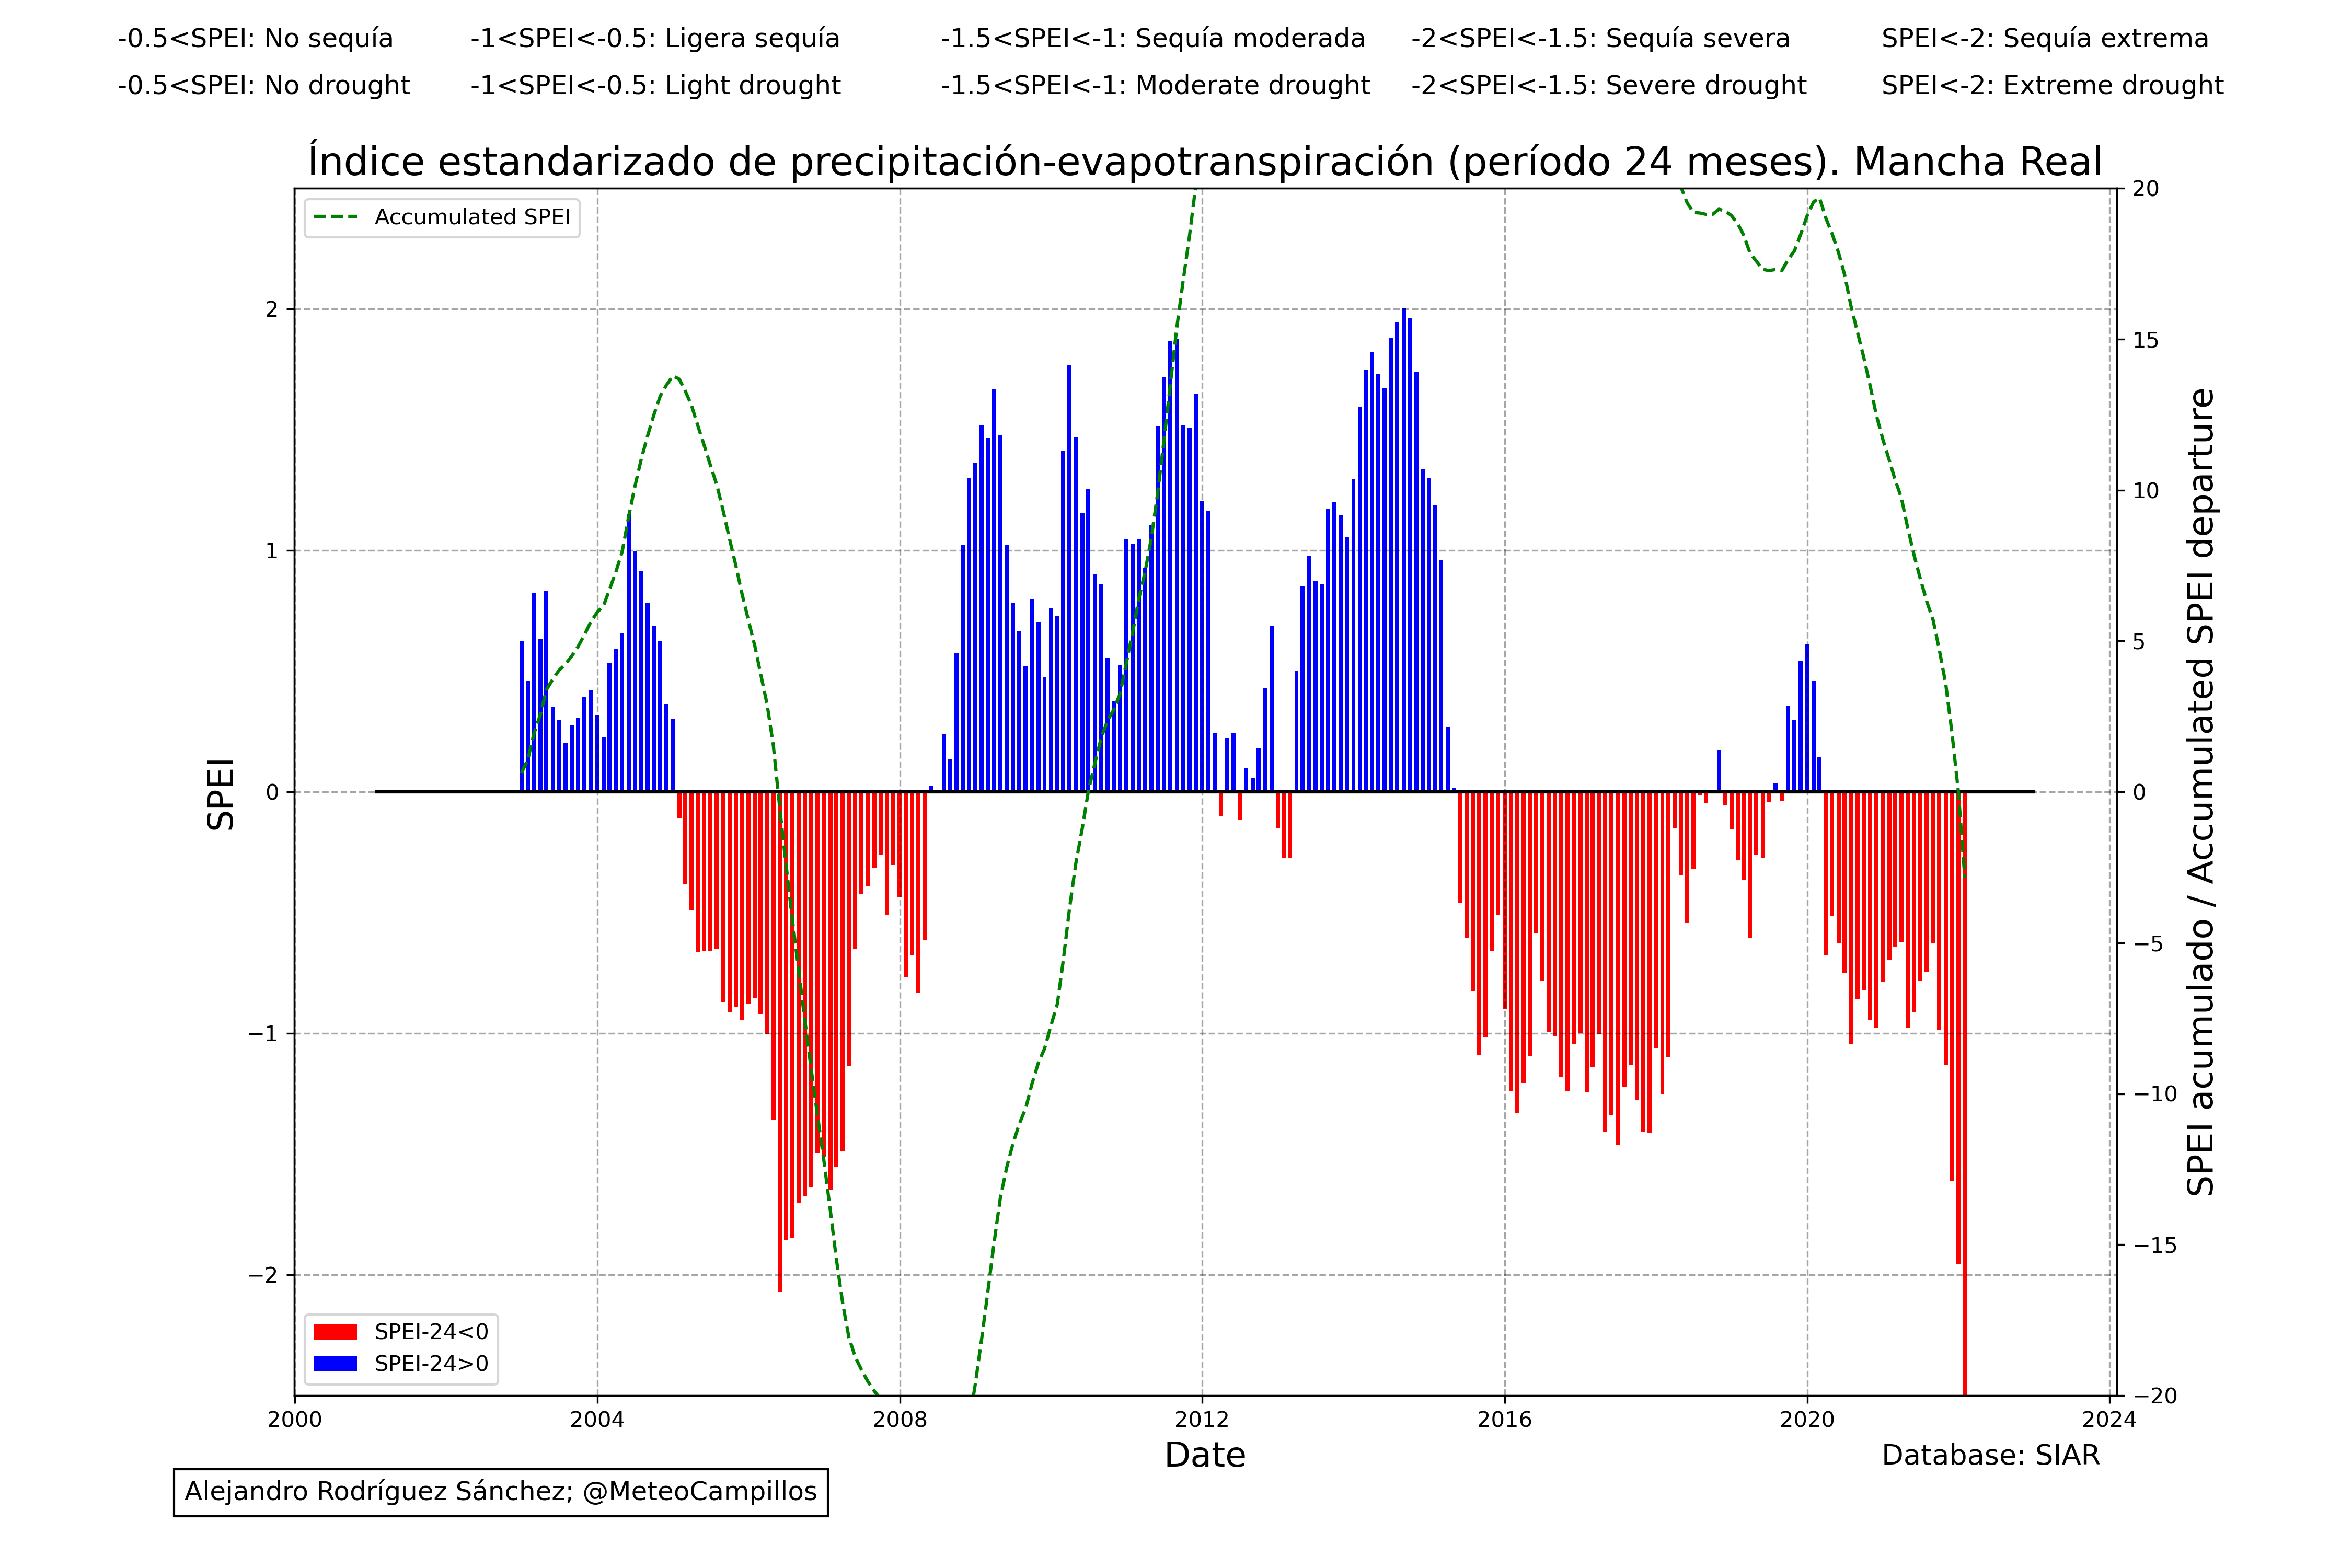 -0.5<SPEI: No sequía -1<SPEI<-0.5: Ligera sequía -1.5<SPEI<-1: Sequía moderada -2<SPEI<-1.5: Sequía severa SPEI<-2: Sequía extrema
-0.5<SPEI: No drought -1<SPEI<-0.5: Light drought -1.5<SPEI<-1: Moderate drought -2<SPEI<-1.5: Severe drought SPEI<-2: Extreme drought
Índice estandarizado de precipitación-evapotranspiración (período 24 meses). Mancha Real
Accumulated SPEI
SPEI
2
1
0
−1
−2
20
15
10
5
0
−5
−10
−15
−20
SPEI acumulado / Accumulated SPEI departure
SPEI-24<0
SPEI-24>0
2000 2004 2008 2012 2016 2020 2024
Date
Database: SIAR
Alejandro Rodríguez Sánchez; @MeteoCampillos